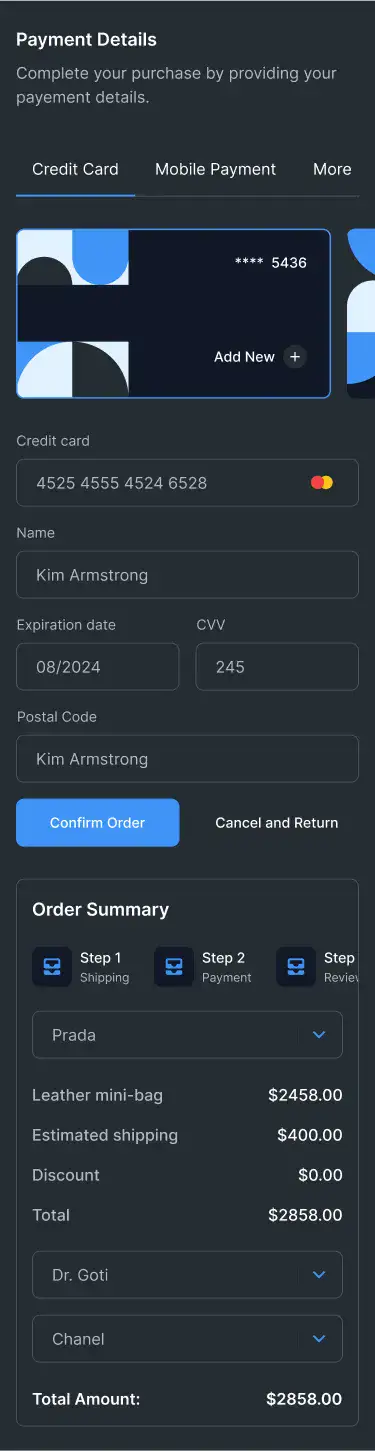 Payment Details
Complete your purchase by providing your
payement details.
Credit Card Mobile Payment More
**** 5436
Add New +
Credit card
4525 4555 4524 6528
Name
Kim Armstrong
Expiration date CVV
08/2024 245
Postal Code
Kim Armstrong
Confirm Order Cancel and Return
Order Summary
Step 1 Step 2 Step
Shipping Payment Review
Prada
Leather mini-bag $2458.00
Estimated shipping $400.00
Discount $0.00
Total $2858.00
Dr. Goti
Chanel
Total Amount: $2858.00